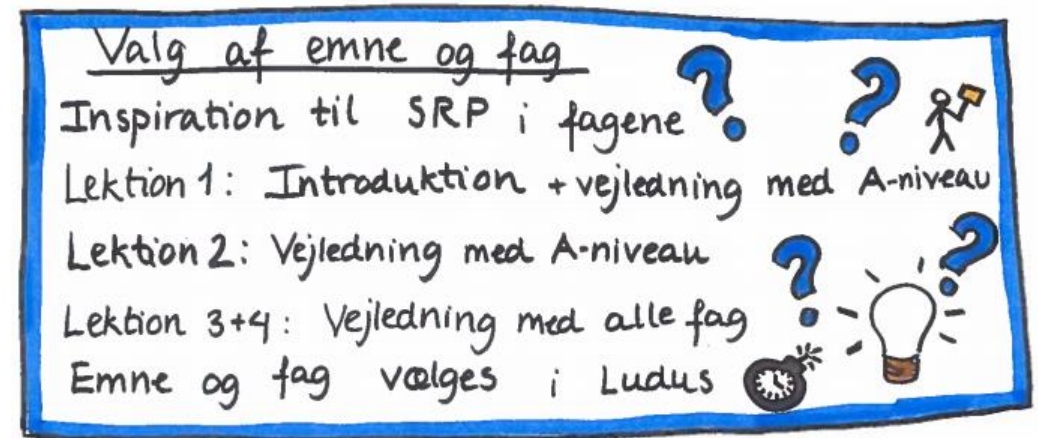 Valg af emne og fag
Inspiration til SRP i fagene
Lektion 1: Introduktion + vejledning med A-niveau
Lektion 2: Vejledning med A-niveau
Lektion 3+4: Vejledning med alle fag
Emne og fag vælges i Ludus